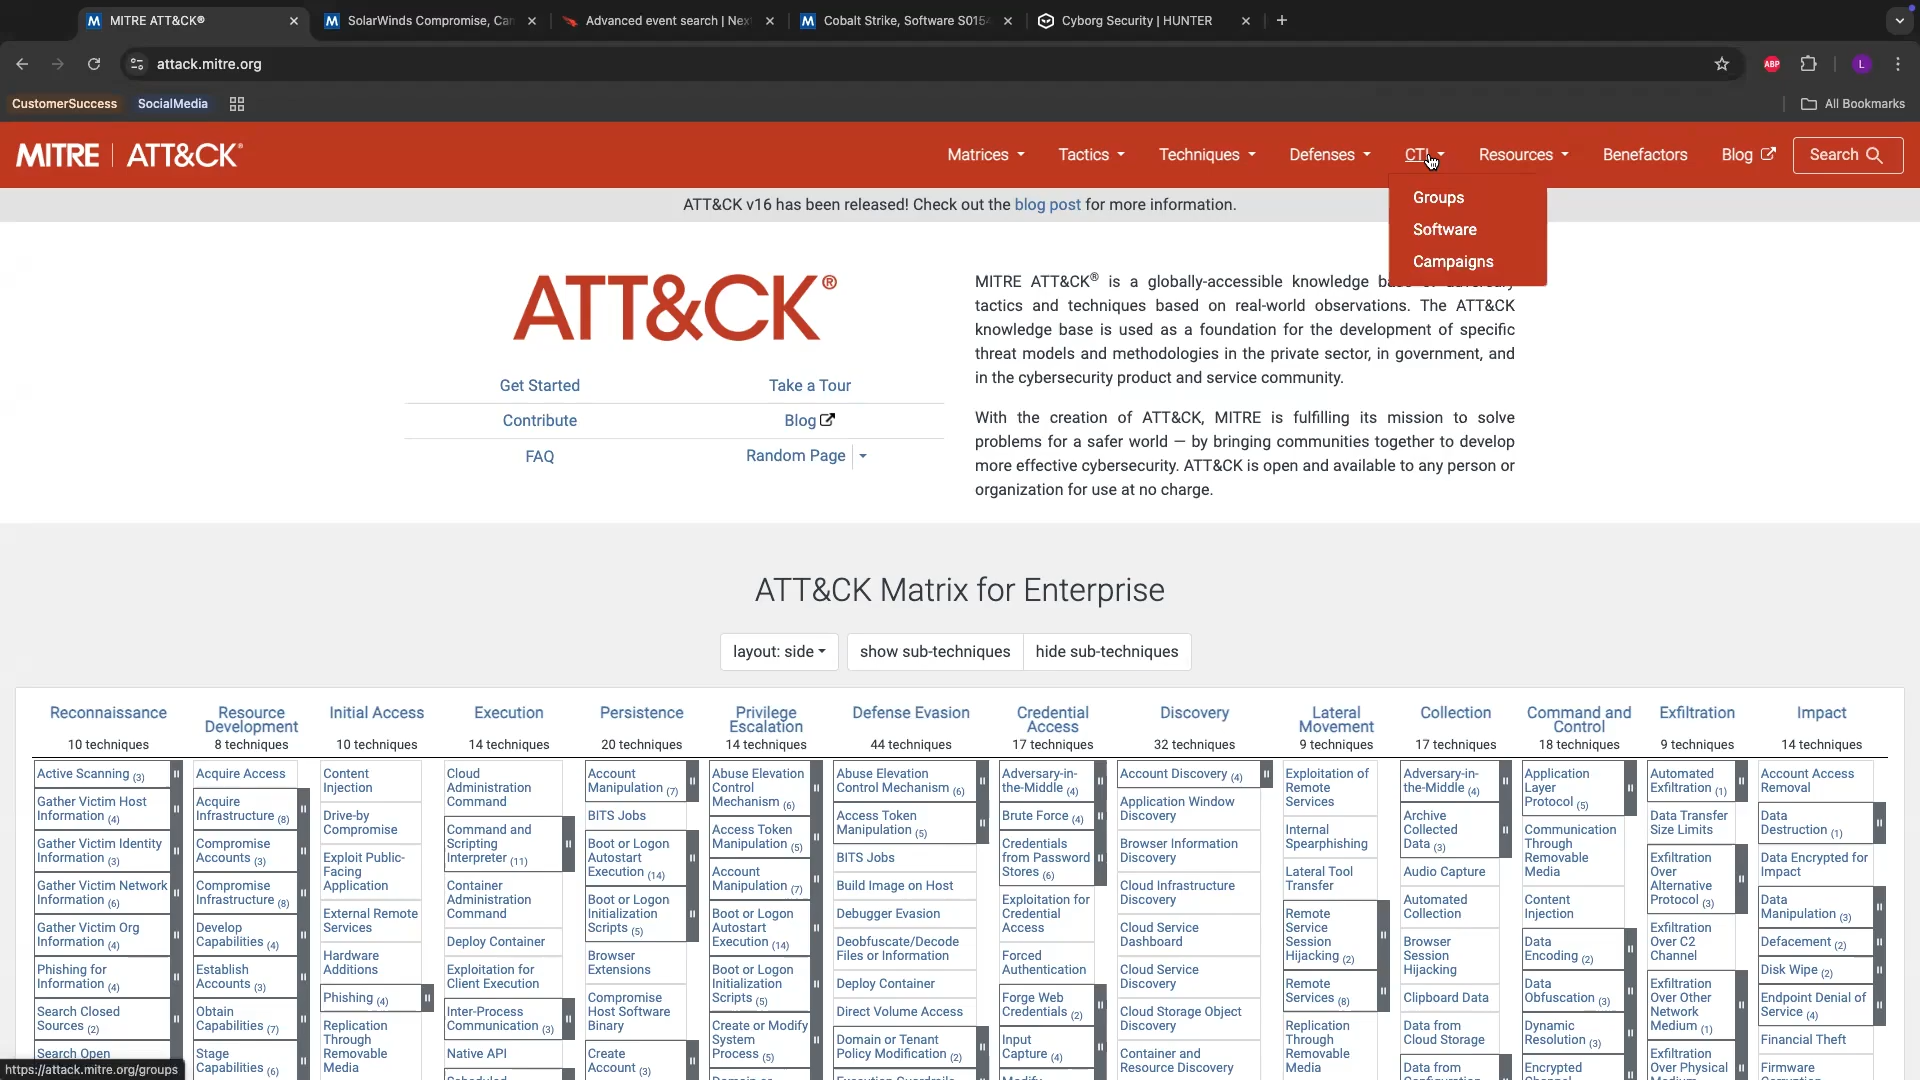 MITRE ATT&CK®
SolarWinds Compromise, Cam
Advanced event search | Nex
Cobalt Strike, Software S0154
Cyborg Security | HUNTER
attack.mitre.org
ABP
L
CustomerSuccess
SocialMedia
All Bookmarks
MITRE | ATT&CK®
Matrices
Tactics
Techniques
Defenses
CTI
Resources
Benefactors
Blog
Search
Groups
Software
Campaigns
ATT&CK v16 has been released! Check out the blog post for more information.
ATT&CK®
Get Started
Take a Tour
Contribute
Blog
FAQ
Random Page
MITRE ATT&CK® is a globally-accessible knowledge
tactics and techniques based on real-world observations. The ATT&CK
knowledge base is used as a foundation for the development of specific
threat models and methodologies in the private sector, in government, and
in the cybersecurity product and service community.
With the creation of ATT&CK, MITRE is fulfilling its mission to solve
problems for a safer world — by bringing communities together to develop
more effective cybersecurity. ATT&CK is open and available to any person or
organization for use at no charge.
ATT&CK Matrix for Enterprise
layout: side
show sub-techniques
hide sub-techniques
Reconnaissance
10 techniques
Active Scanning (3)
Gather Victim Host
Information (4)
Gather Victim Identity
Information (3)
Gather Victim Network
Information (6)
Gather Victim Org
Information (4)
Phishing for
Information (4)
Search Closed
Sources (2)
Search Open
Resource
Development
8 techniques
Acquire Access
Acquire
Infrastructure (8)
Compromise
Accounts (3)
Compromise
Infrastructure (8)
Develop
Capabilities (4)
Establish
Accounts (3)
Obtain
Capabilities (7)
Stage
Capabilities (6)
Initial Access
10 techniques
Content
Injection
Drive-by
Compromise
Exploit Public-
Facing
Application
External Remote
Services
Hardware
Additions
Phishing (4)
Replication
Through
Removable
Media
Execution
14 techniques
Cloud
Administration
Command
Command and
Scripting
Interpreter (11)
Container
Administration
Command
Deploy Container
Exploitation for
Client Execution
Inter-Process
Communication (3)
Native API
Scheduled
Persistence
20 techniques
Account
Manipulation (7)
BITS Jobs
Boot or Logon
Autostart
Execution (14)
Boot or Logon
Initialization
Scripts (5)
Browser
Extensions
Compromise
Host Software
Binary
Create
Account (3)
Privilege
Escalation
14 techniques
Abuse Elevation
Control
Mechanism (6)
Access Token
Manipulation (5)
Account
Manipulation (7)
Boot or Logon
Autostart
Execution (14)
Boot or Logon
Initialization
Scripts (5)
Create or Modify
System
Process (5)
Domain or
Defense Evasion
44 techniques
Abuse Elevation
Control Mechanism (6)
Access Token
Manipulation (5)
BITS Jobs
Build Image on Host
Debugger Evasion
Deobfuscate/Decode
Files or Information
Deploy Container
Direct Volume Access
Domain or Tenant
Policy Modification (2)
Execution Guardrails
Credential
Access
17 techniques
Adversary-in-
the-Middle (4)
Brute Force (4)
Credentials
from Password
Stores (6)
Exploitation for
Credential
Access
Forced
Authentication
Forge Web
Credentials (2)
Input
Capture (4)
Modify
Discovery
32 techniques
Account Discovery (4)
Application Window
Discovery
Browser Information
Discovery
Cloud Infrastructure
Discovery
Cloud Service
Dashboard
Cloud Service
Discovery
Cloud Storage Object
Discovery
Container and
Resource Discovery
Lateral
Movement
9 techniques
Exploitation of
Remote
Services
Internal
Spearphishing
Lateral Tool
Transfer
Remote
Service
Session
Hijacking (2)
Remote
Services (8)
Replication
Through
Removable
Media
Collection
17 techniques
Adversary-in-
the-Middle (4)
Archive
Collected
Data (3)
Audio Capture
Automated
Collection
Browser
Session
Hijacking
Clipboard Data
Data from
Cloud Storage
Data from
Configuration
Command and
Control
18 techniques
Application
Layer
Protocol (5)
Communication
Through
Removable
Media
Content
Injection
Data
Encoding (2)
Data
Obfuscation (3)
Dynamic
Resolution (3)
Encrypted
Channel
Exfiltration
9 techniques
Automated
Exfiltration (1)
Data Transfer
Size Limits
Exfiltration
Over
Alternative
Protocol (3)
Exfiltration
Over C2
Channel
Exfiltration
Over Other
Network
Medium (1)
Exfiltration
Over Physical
Medium
Impact
14 techniques
Account Access
Removal
Data
Destruction (1)
Data Encrypted for
Impact
Data
Manipulation (3)
Defacement (2)
Disk Wipe (2)
Endpoint Denial of
Service (4)
Financial Theft
Firmware
Corruption
https://attack.mitre.org/groups